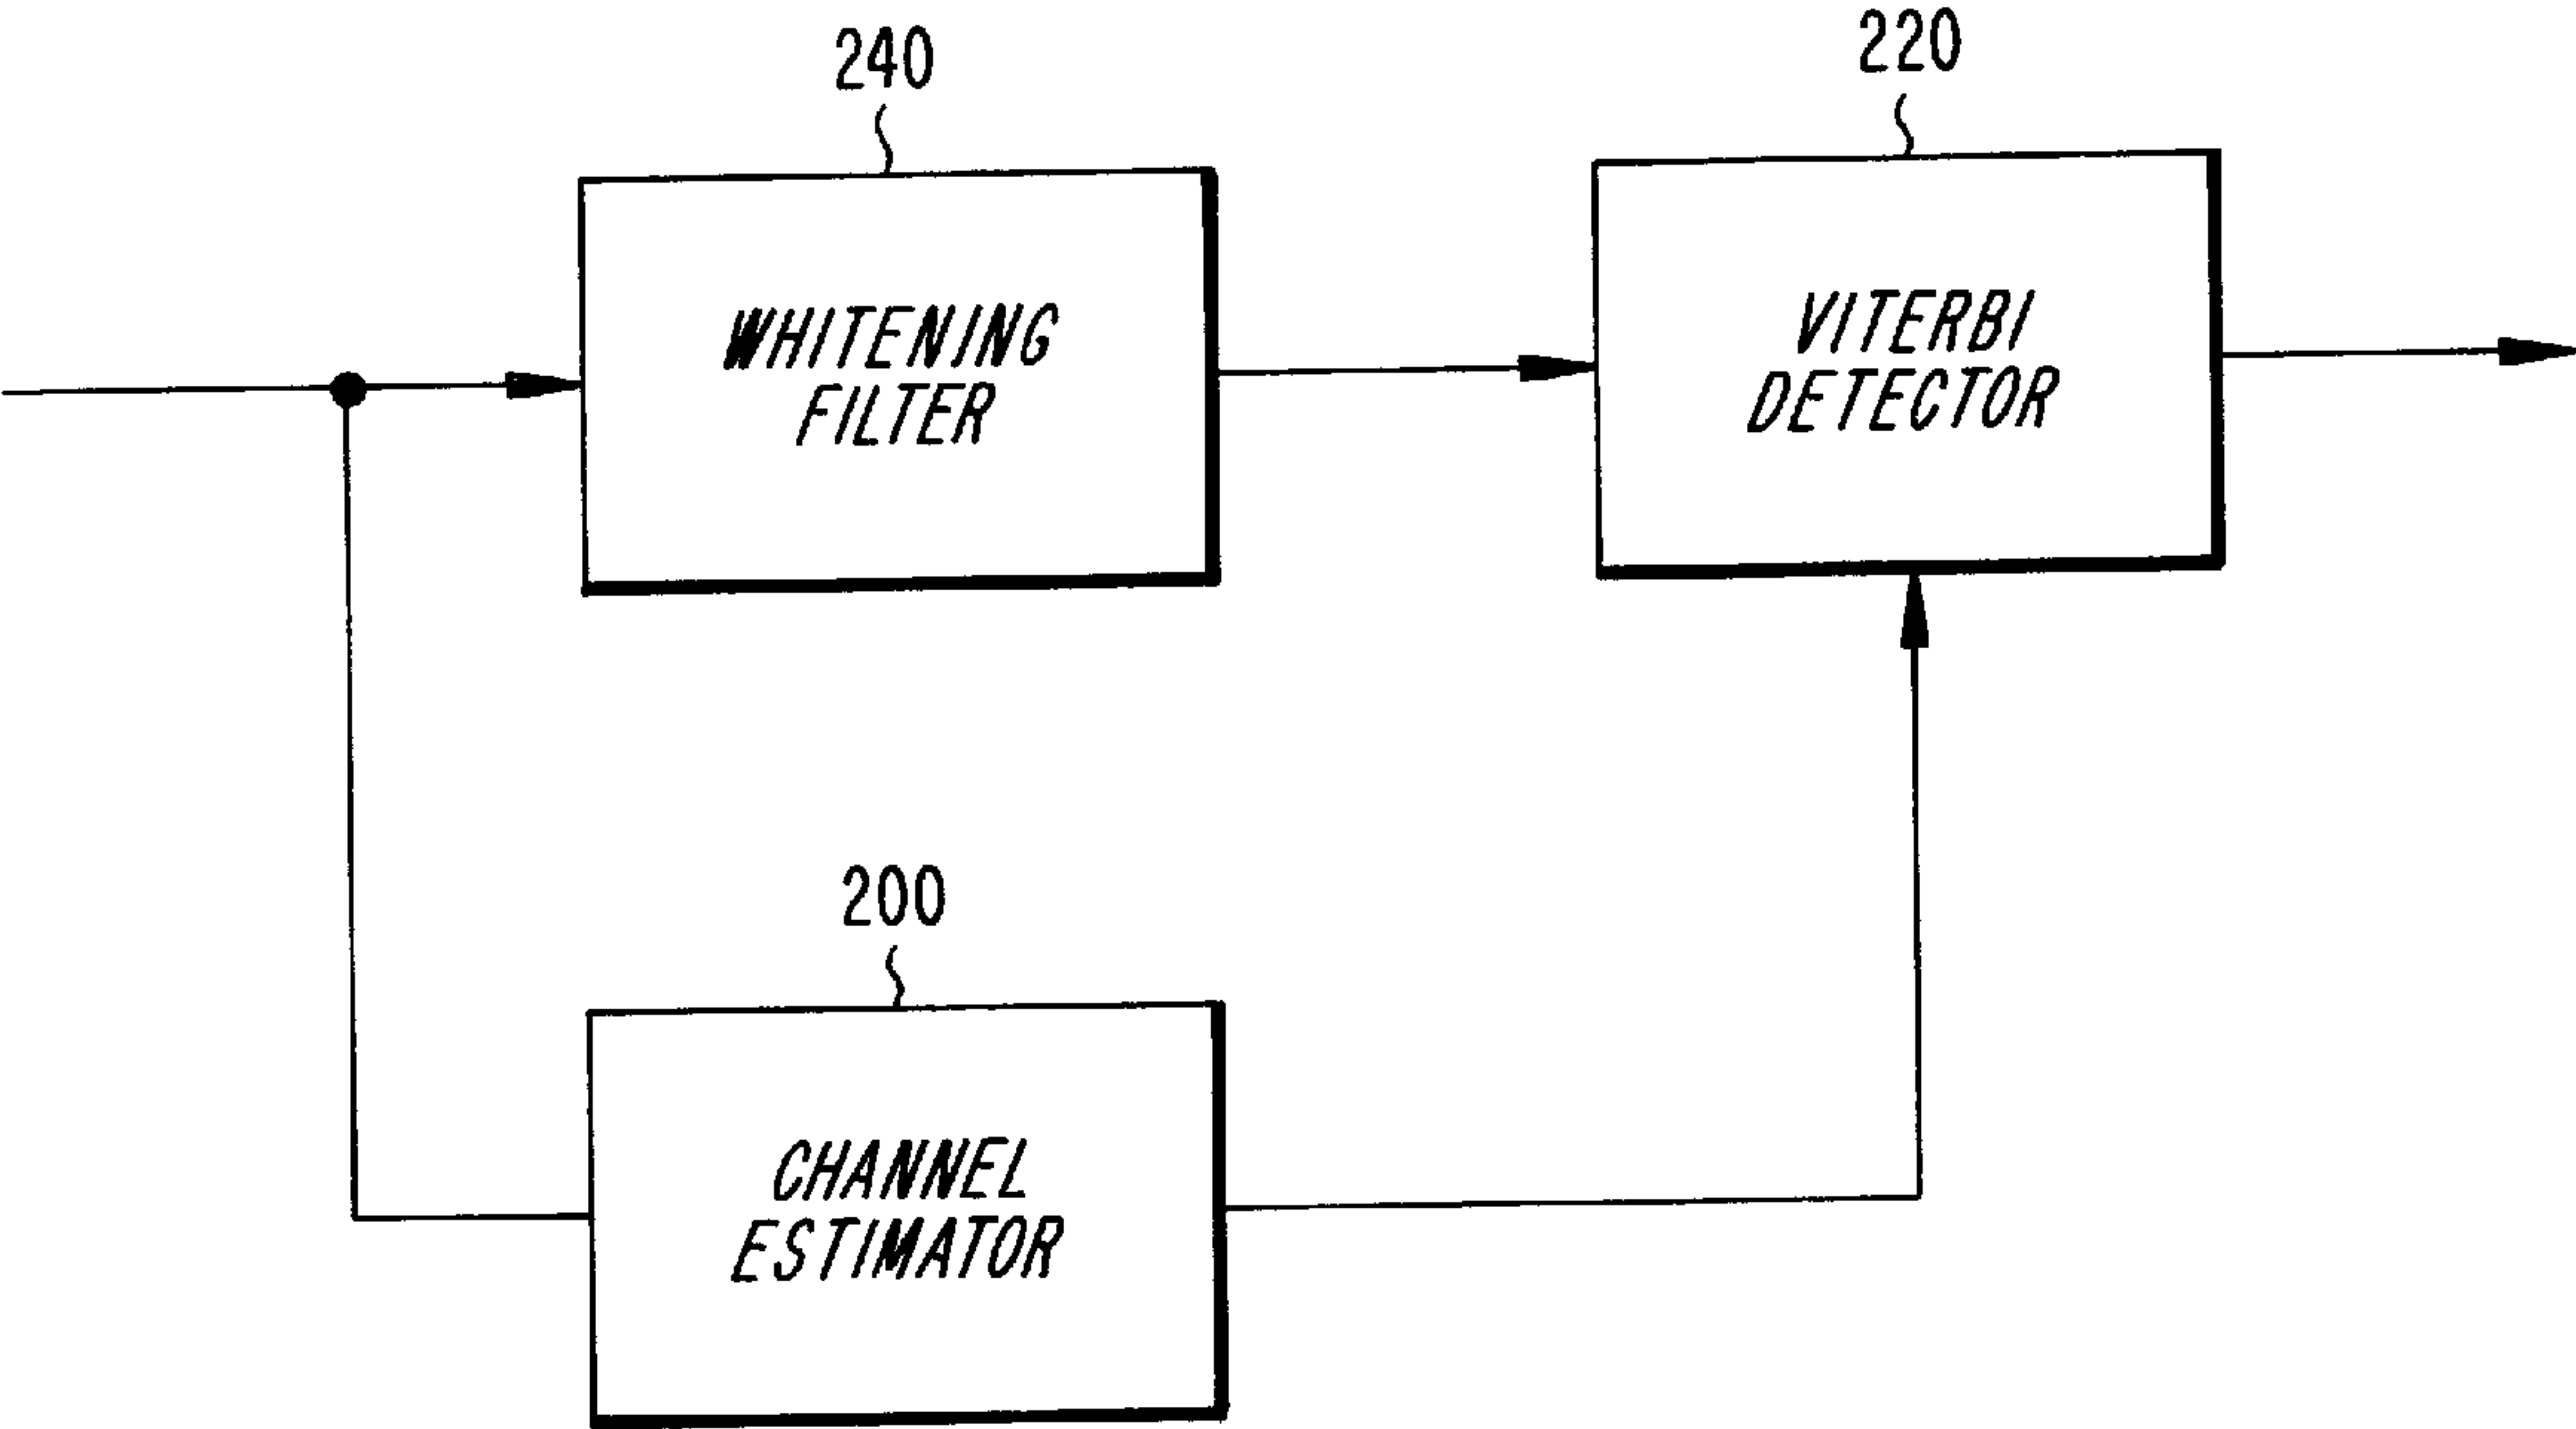 240
WHITENING
FILTER
220
VITERBI
DETECTOR
200
CHANNEL
ESTIMATOR